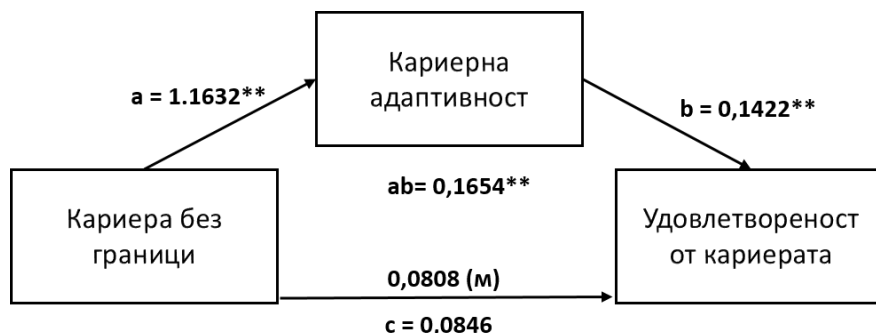 Кариерна
адаптивност
a = 1.1632**
b = 0,1422**
ab= 0,1654**
Кариера без
граници
Удовлетвореност
от кариерата
0,0808 (м)
c = 0,0846